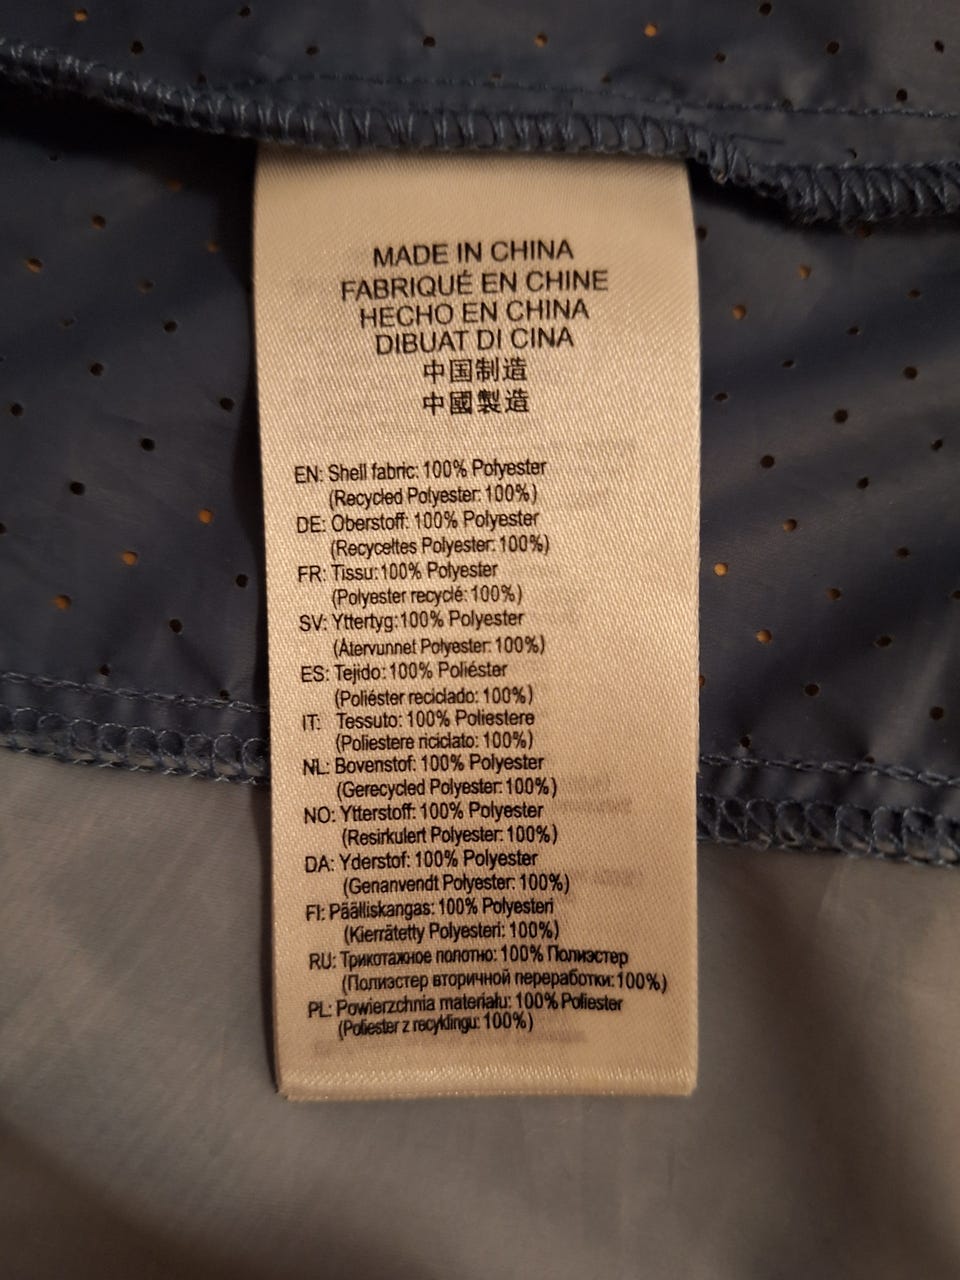 MADE IN CHINA
FABRIQUÉ EN CHINE
HECHO EN CHINA
DIBUAT DI CINA
中国制造
中國製造
EN: Shell fabric: 100% Polyester
(Recycled Polyester: 100%)
DE: Oberstoff: 100% Polyester
(Recyceltes Polyester: 100%)
FR: Tissu:100% Polyester
(Polyester recyclé: 100%)
SV: Yttertyg:100% Polyester
(Återvunnet Polyester: 100%)
ES: Tejido:100% Poliéster
(Poliéster reciclado: 100%)
IT: Tessuto: 100% Poliestere
(Poliestere riciclato: 100%)
NL: Bovenstof: 100% Polyester
(Gerecycled Polyester: 100%)
NO: Ytterstoff: 100% Polyester
(Resirkulert Polyester: 100%)
DA: Yderstof: 100% Polyester
(Genanvendt Polyester: 100%)
FI: Päälliskangas: 100% Polyesteri
(Kierrätetty Polyesteri: 100%)
RU: Трикотажное полотно: 100% Полиэстер
(Полиэстер вторичной переработки: 100%)
PL: Powierzchnia materiału: 100% Poliester
(Poliester z recyklingu: 100%)